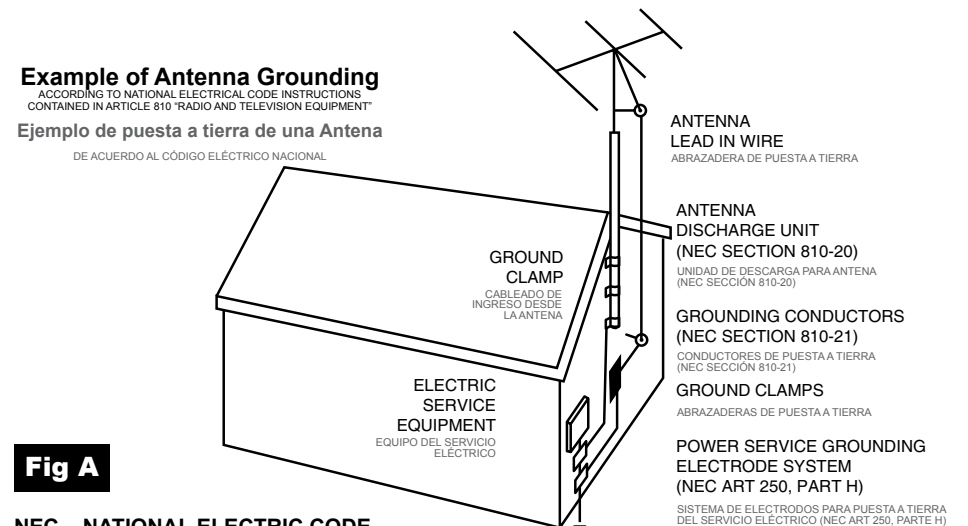 Example of Antenna Grounding
ACCORDING TO NATIONAL ELECTRICAL CODE INSTRUCTIONS
CONTAINED IN ARTICLE 810 "RADIO AND TELEVISION EQUIPMENT"
Ejemplo de puesta a tierra de una Antena
DE ACUERDO AL CÓDIGO ELÉCTRICO NACIONAL
ANTENNA
LEAD IN WIRE
ABRAZADERA DE PUESTA A TIERRA
ANTENNA
DISCHARGE UNIT
(NEC SECTION 810-20)
UNIDAD DE DESCARGA PARA ANTENA
(NEC SECCIÓN 810-20)
GROUND
CLAMP
CABLEADO DE
INGRESO DESDE
LA ANTENA
GROUNDING CONDUCTORS
(NEC SECTION 810-21)
CONDUCTORES DE PUESTA A TIERRA
(NEC SECCIÓN 810-21)
GROUND CLAMPS
ABRAZADERAS DE PUESTA A TIERRA
ELECTRIC
SERVICE
EQUIPMENT
EQUIPO DEL SERVICIO
ELÉCTRICO
POWER SERVICE GROUNDING
ELECTRODE SYSTEM
(NEC ART 250, PART H)
SISTEMA DE ELECTRODOS PARA PUESTA A TIERRA
DEL SERVICIO ELÉCTRICO (NEC ART 250, PARTE H)
Fig A
NEC - NATIONAL ELECTRIC CODE